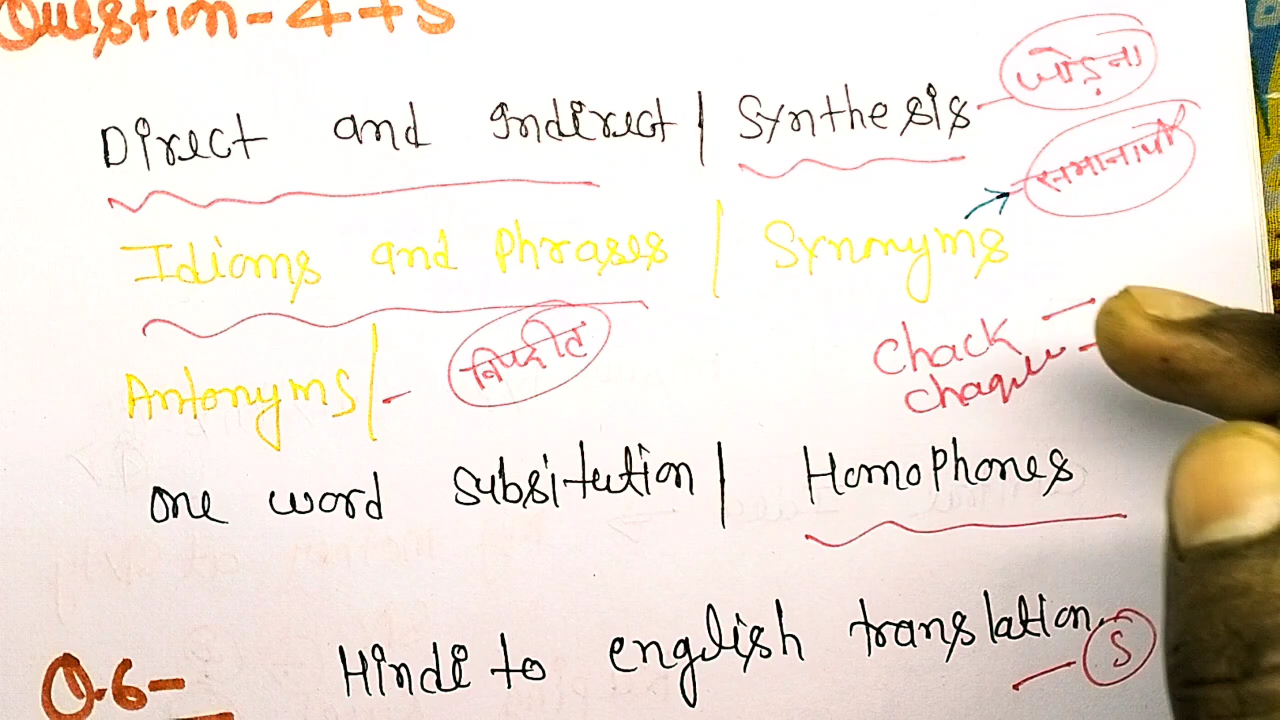 Question-4+5
Direct and Indirect | Synthesis - जोड़ना
Idioms and Phrases | Synonyms → समानार्थी
Antonyms | - विपरीत
Chack
one word subsitution | Homophones
Q.6- Hindi to english translation. - 5